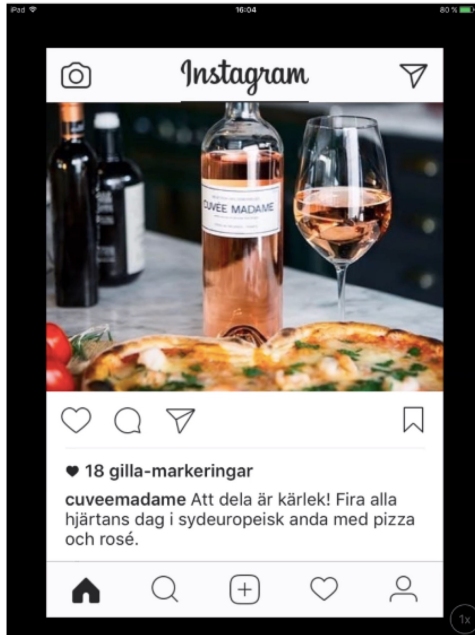 iPad 16:04 80 %
Instagram
CUVÉE MADAME
18 gilla-markeringar
cuveemadame Att dela är kärlek! Fira alla
hjärtans dag i sydeuropeisk anda med pizza
och rosé.
1x